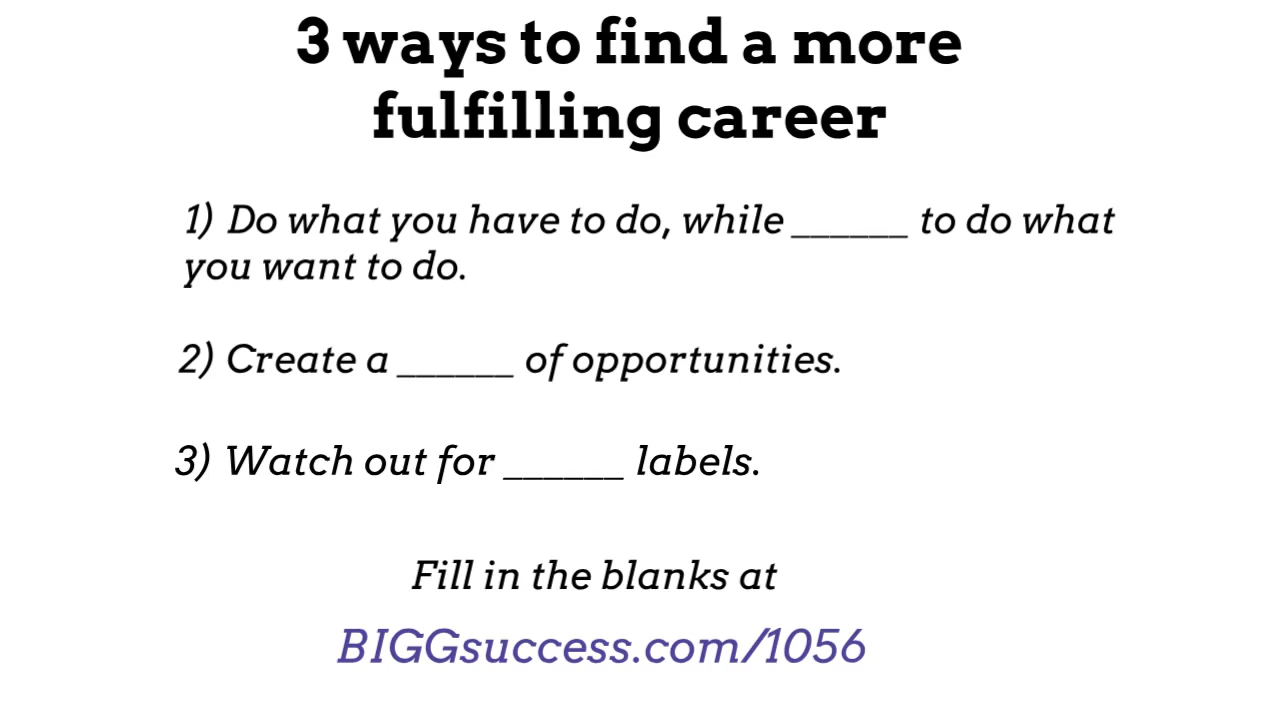 3 ways to find a more
fulfilling career
1) Do what you have to do, while ______ to do what
you want to do.
2) Create a ______ of opportunities.
3) Watch out for ______ labels.
Fill in the blanks at
BIGGsuccess.com/1056